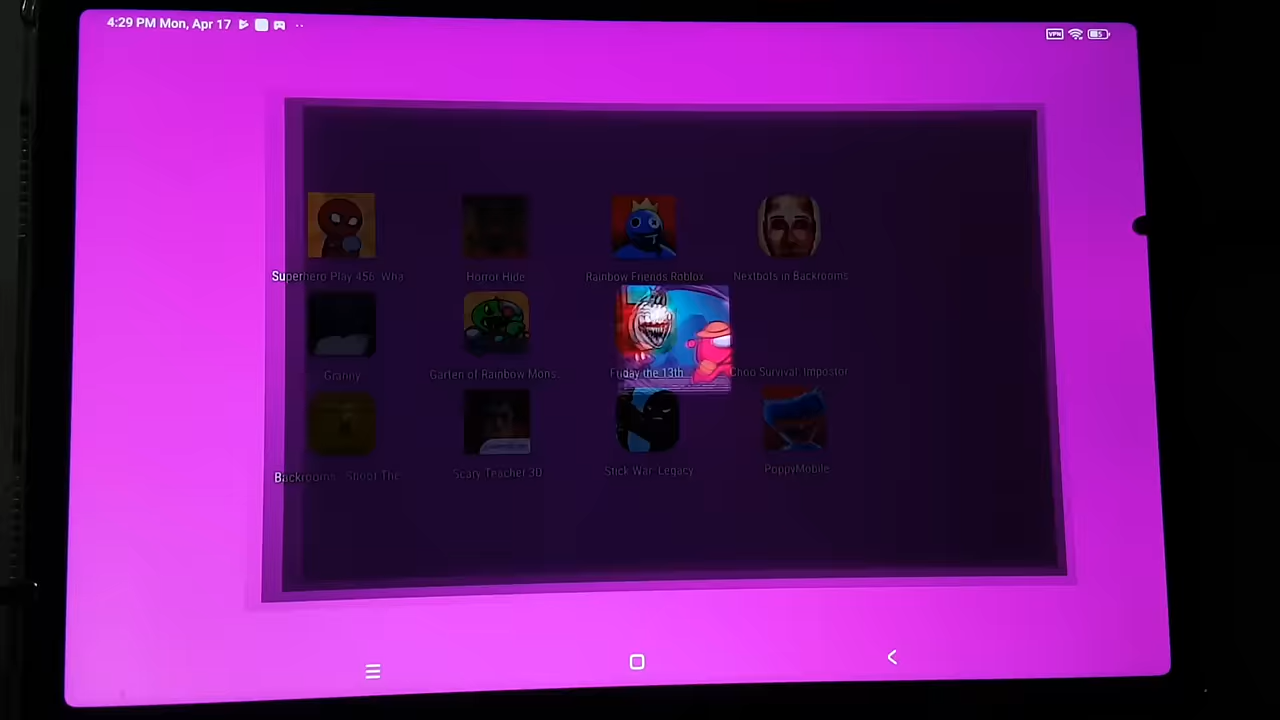 4:29 PM Mon, Apr 17
VPN
Superhero Play 456: Wha
Horror Hide
Rainbow Friends Roblox
Nextbots in Backrooms
Granny
Garten of Rainbow Mons.
Friday the 13th
Choo Survival: Impostor
Backrooms - Shoot The
Scary Teacher 3D
Stick War: Legacy
PoppyMobile